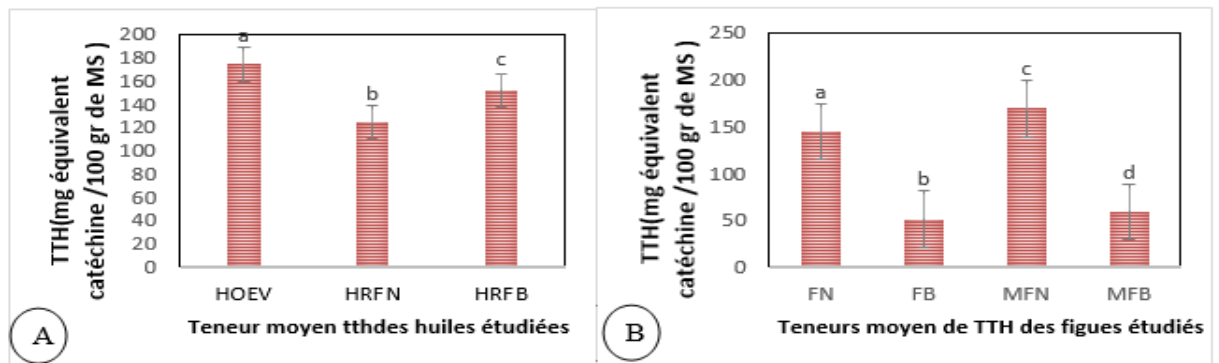 TTH(mg équivalent
catéchine /100 gr de MS )
200
180
160
140
120
100
80
60
40
20
0
a
b
c
HOEV HRFN HRFB
Teneur moyen tthdes huiles étudiées
A
TTH(mg équivalent
catéchine /100 gr de MS )
250
200
150
100
50
0
a
b
c
d
FN FB MFN MFB
Teneurs moyen de TTH des figues étudiés
B